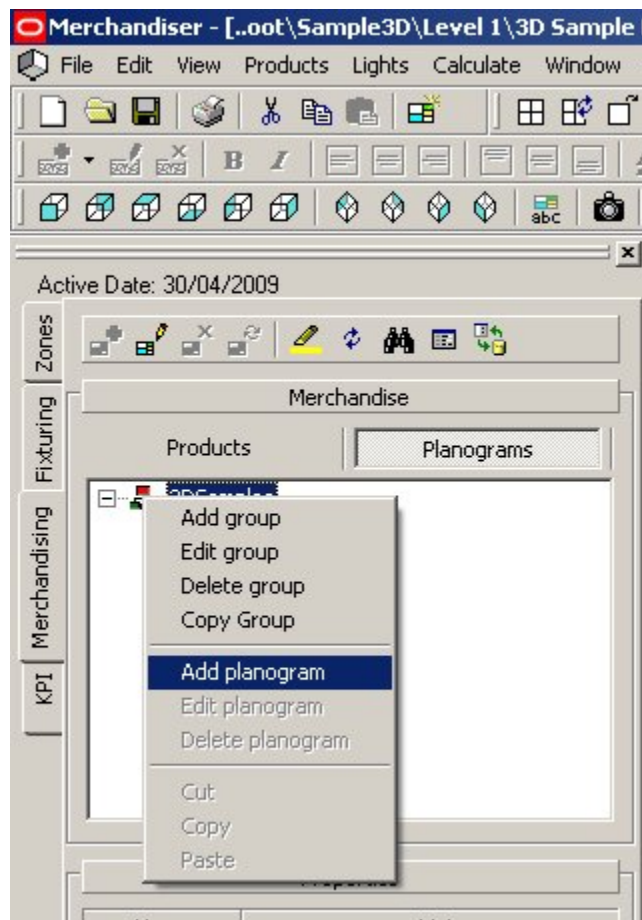 Merchandiser - [..oot\Sample3D\Level 1\3D Sample
File Edit View Products Lights Calculate Window
B I
abc
Active Date: 30/04/2009
Zones
Fixturing
Merchandising
KPI
Merchandise
Products Planograms
3DSamples
Add group
Edit group
Delete group
Copy Group
Add planogram
Edit planogram
Delete planogram
Cut
Copy
Paste
Properties